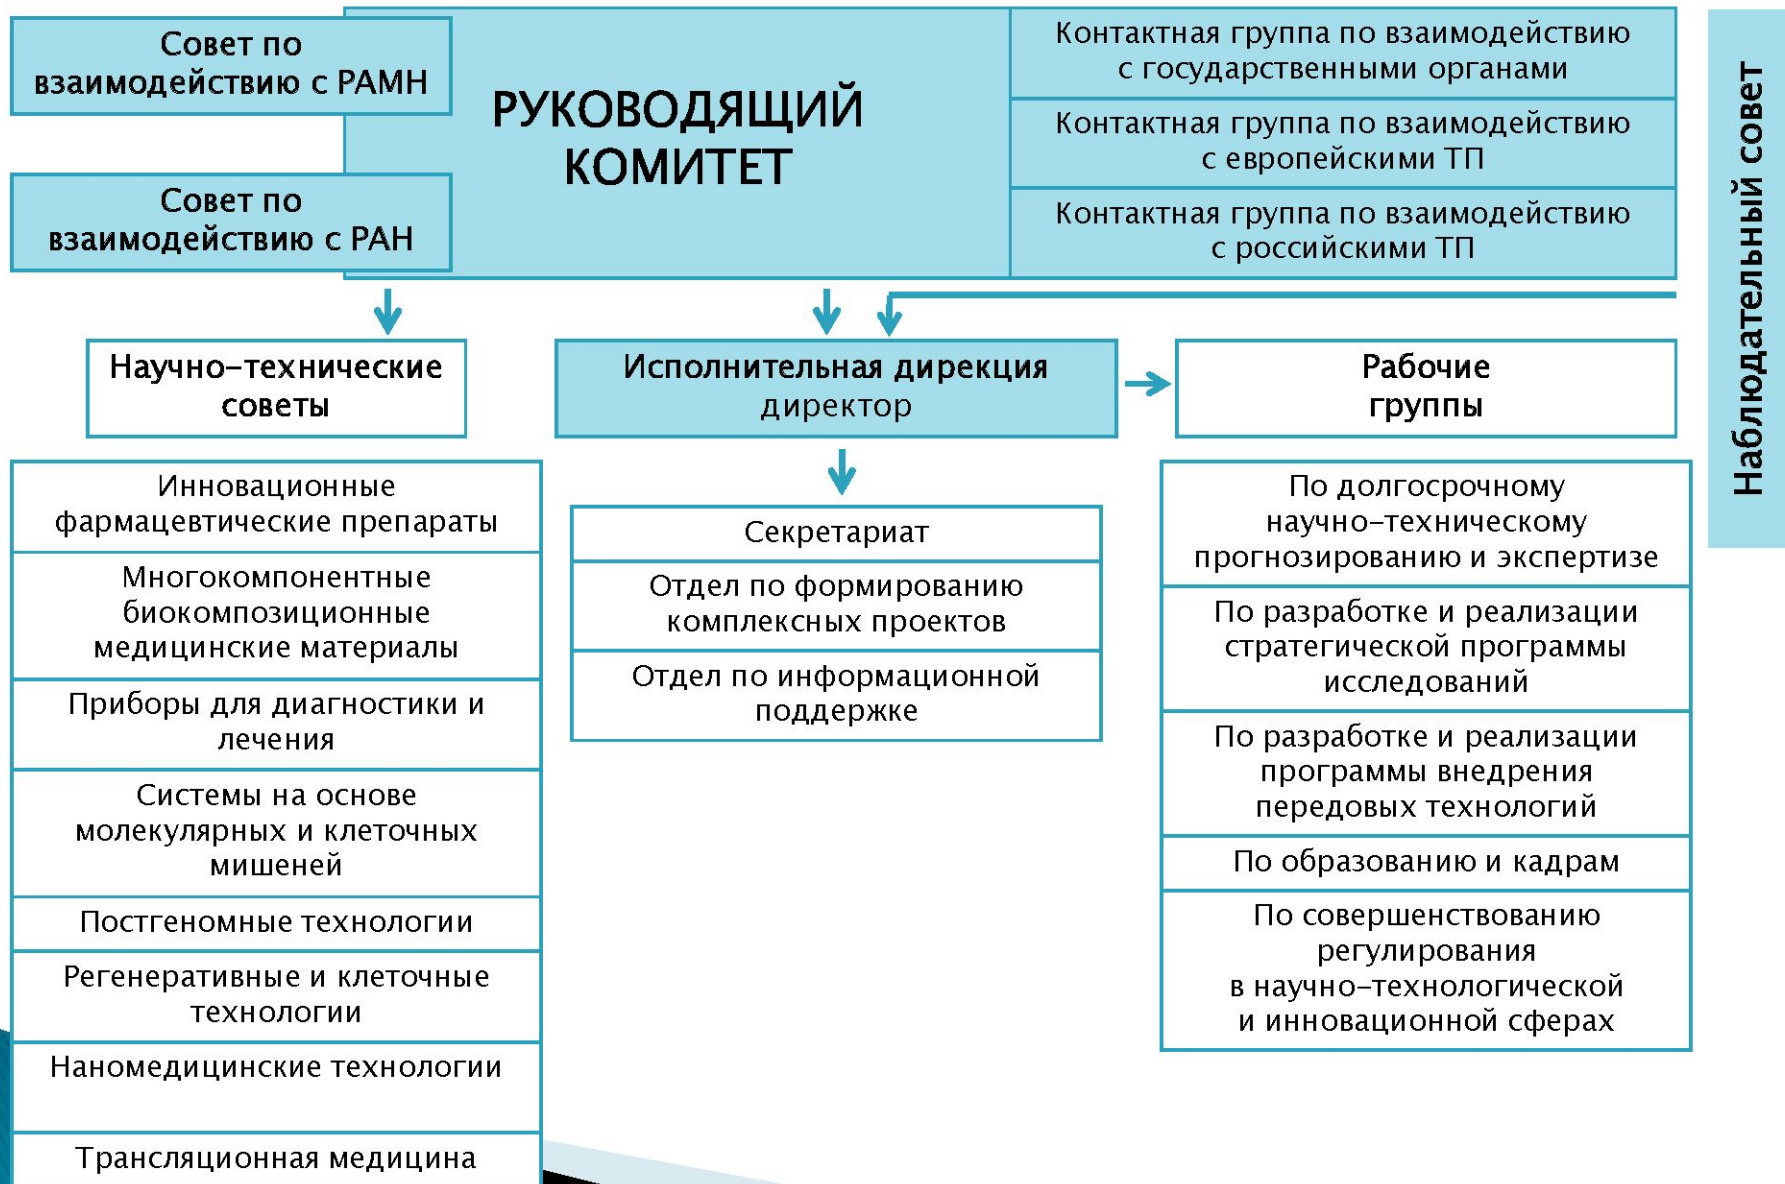 Совет по
взаимодействию с РАМН
Совет по
взаимодействию с РАН
РУКОВОДЯЩИЙ
КОМИТЕТ
Контактная группа по взаимодействию
с государственными органами
Контактная группа по взаимодействию
с европейскими ТП
Контактная группа по взаимодействию
с российскими ТП
Наблюдательный совет
Научно-технические
советы
Инновационные
фармацевтические препараты
Многокомпонентные
биокомпозиционные
медицинские материалы
Приборы для диагностики и
лечения
Системы на основе
молекулярных и клеточных
мишеней
Постгеномные технологии
Регенеративные и клеточные
технологии
Наномедицинские технологии
Трансляционная медицина
Исполнительная дирекция
директор
Секретариат
Отдел по формированию
комплексных проектов
Отдел по информационной
поддержке
Рабочие
группы
По долгосрочному
научно-техническому
прогнозированию и экспертизе
По разработке и реализации
стратегической программы
исследований
По разработке и реализации
программы внедрения
передовых технологий
По образованию и кадрам
По совершенствованию
регулирования
в научно-технологической
и инновационной сферах